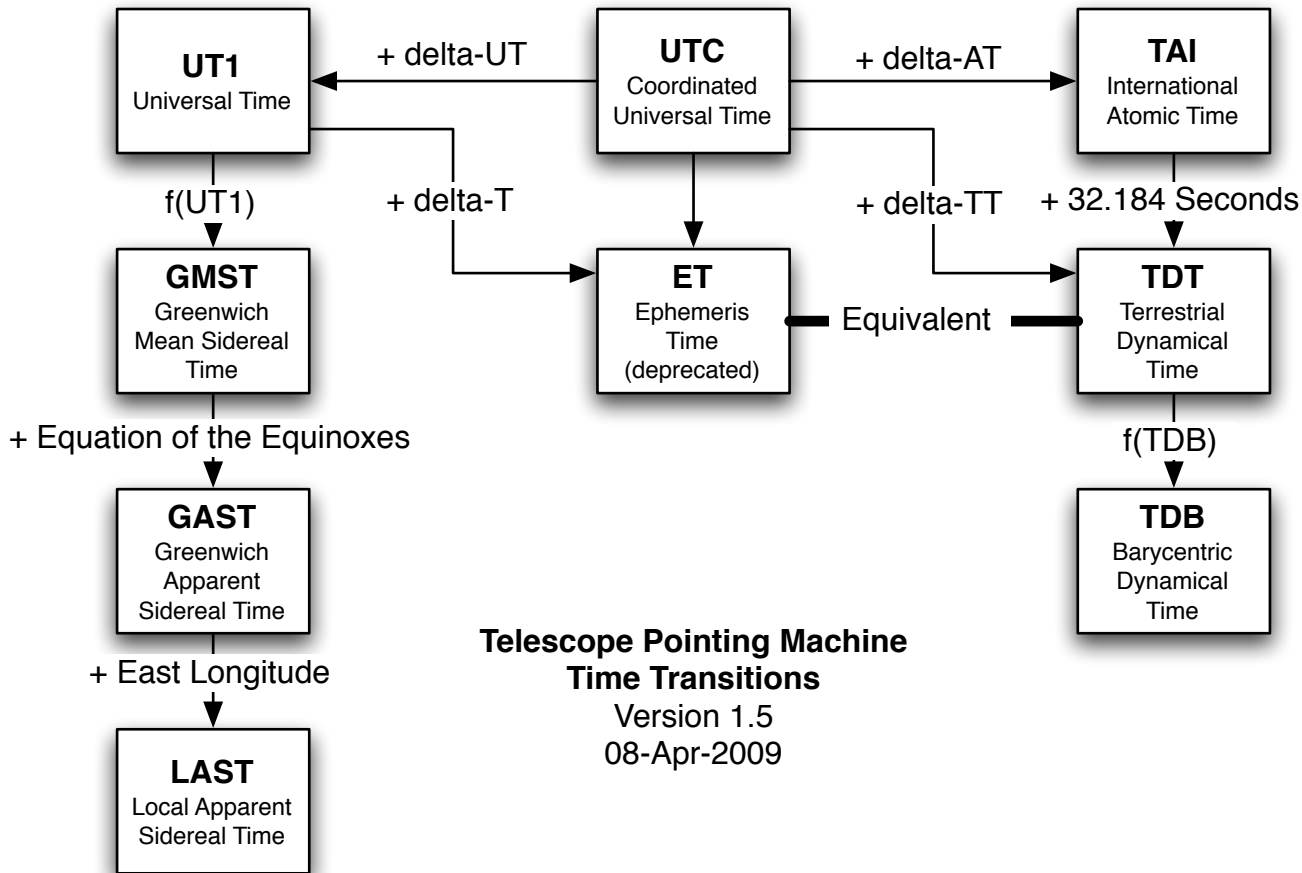 UT1
Universal Time
+ delta-UT
UTC
Coordinated
Universal Time
+ delta-AT
TAI
International
Atomic Time
f(UT1)
+ delta-T
+ delta-TT
+ 32.184 Seconds
GMST
Greenwich
Mean Sidereal
Time
ET
Ephemeris
Time
(deprecated)
Equivalent
TDT
Terrestrial
Dynamical
Time
+ Equation of the Equinoxes
f(TDB)
GAST
Greenwich
Apparent
Sidereal Time
TDB
Barycentric
Dynamical
Time
+ East Longitude
LAST
Local Apparent
Sidereal Time
Telescope Pointing Machine
Time Transitions
Version 1.5
08-Apr-2009